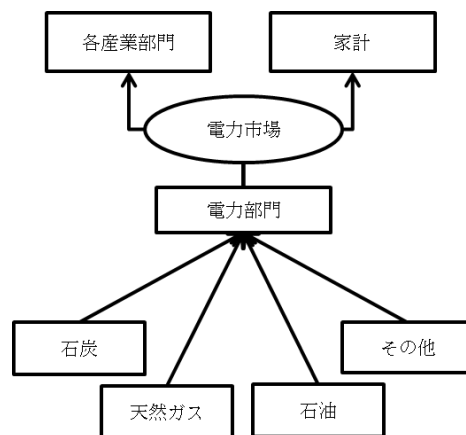 各産業部門
家計
電力市場
電力部門
石炭
その他
天然ガス
石油